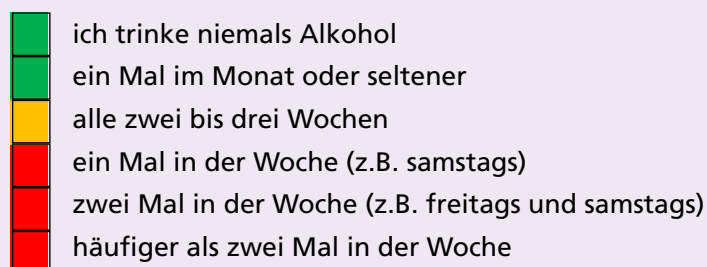 ich trinke niemals Alkohol
ein Mal im Monat oder seltener
alle zwei bis drei Wochen
ein Mal in der Woche (z.B. samstags)
zwei Mal in der Woche (z.B. freitags und samstags)
häufiger als zwei Mal in der Woche